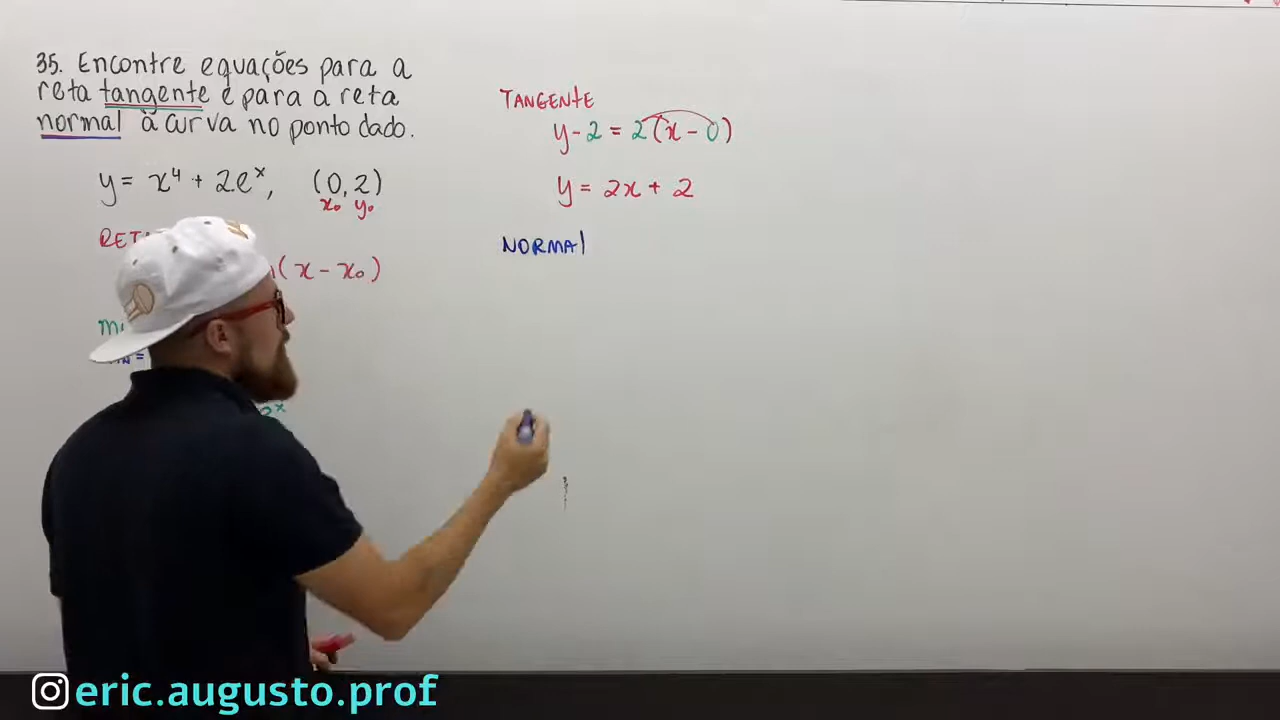 35. Encontre equações para a
reta tangente e para a reta
normal à curva no ponto dado.
y = x⁴ + 2eˣ, (0, 2)
x₀ y₀
RET
(x - x₀)
TANGENTE
y - 2 = 2(x - 0)
y = 2x + 2
NORMAL
eric.augusto.prof